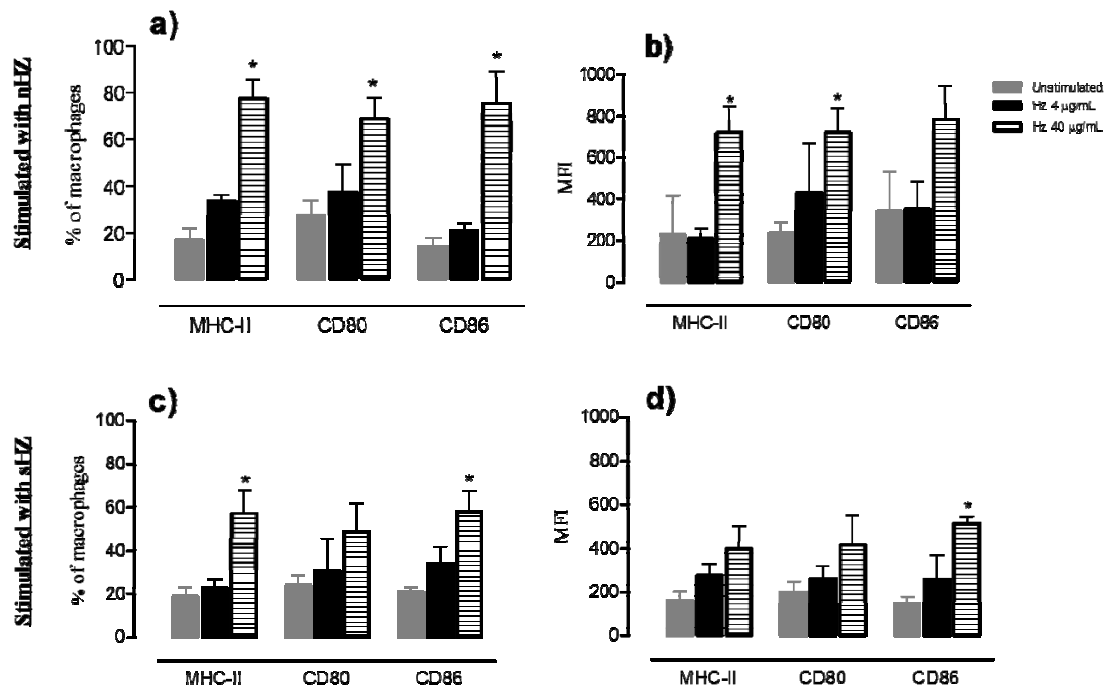 a)
Stimulated with nHZ
% of macrophages
100
80
60
40
20
0
*
*
*
MHC-II
CD80
CD86
b)
MFI
1000
800
600
400
200
0
*
*
MHC-II
CD80
CD86
Unstimulated
Hz 4 µg/mL
Hz 40 µg/mL
c)
Stimulated with sHZ
% of macrophages
100
80
60
40
20
0
*
*
MHC-II
CD80
CD86
d)
MFI
1000
800
600
400
200
0
*
MHC-II
CD80
CD86